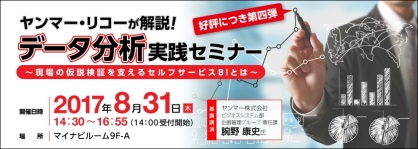 ヤンマー・リコーが解説!
データ分析 実践セミナー
～現場の仮説検証を支えるセルフサービスBIとは～
好評につき第四弾
開催日時 2017年8月31日 木
14:30～16:55 (14:00受付開始)
場 所 マイナビルーム9F-A
基調講演
ヤンマー株式会社
ビジネスシステム部
企画管理グループ 専任課
腕野 康史氏